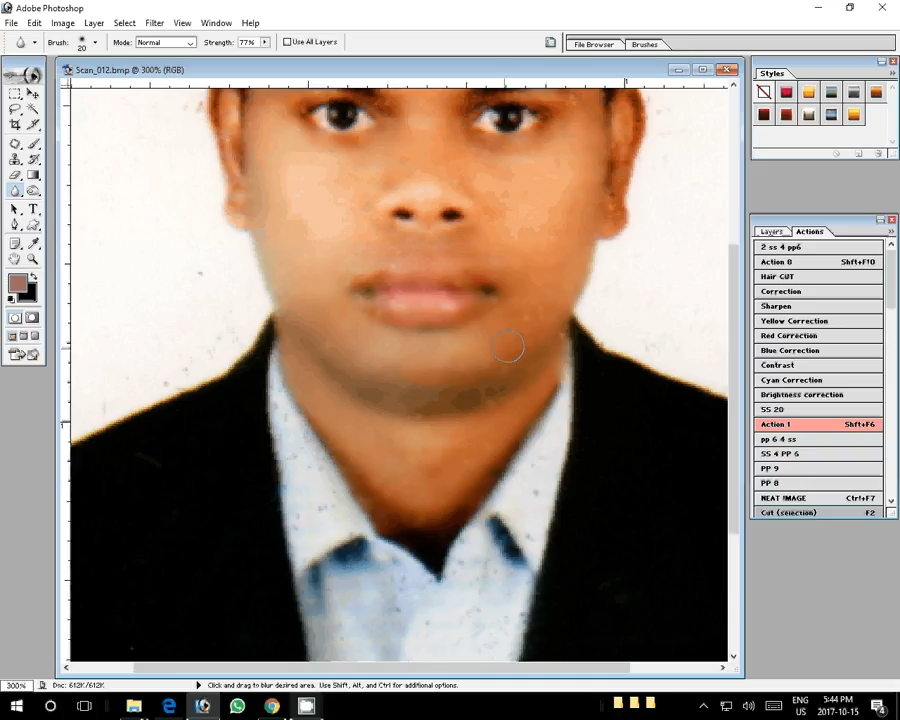 Adobe Photoshop
File Edit Image Layer Select Filter View Window Help
Brush: 20 Mode: Normal Strength: 77% Use All Layers File Browser Brushes
Scan_012.bmp @ 300% (RGB)
Styles
Layers Actions
2 ss 4 pp6
Action 8 Shft+F10
Hair CUT
Correction
Sharpen
Yellow Correction
Red Correction
Blue Correction
Contrast
Cyan Correction
Brightness correction
SS 20
Action 1 Shft+F6
pp 6 4 ss
SS 4 PP 6
PP 9
PP 8
NEAT IMAGE Ctrl+F7
Cut (selection) F2
300% Doc: 612K/612K Click and drag to blur desired area. Use Shift, Alt, and Ctrl for additional options.
ENG 5:44 PM
US 2017-10-15
4